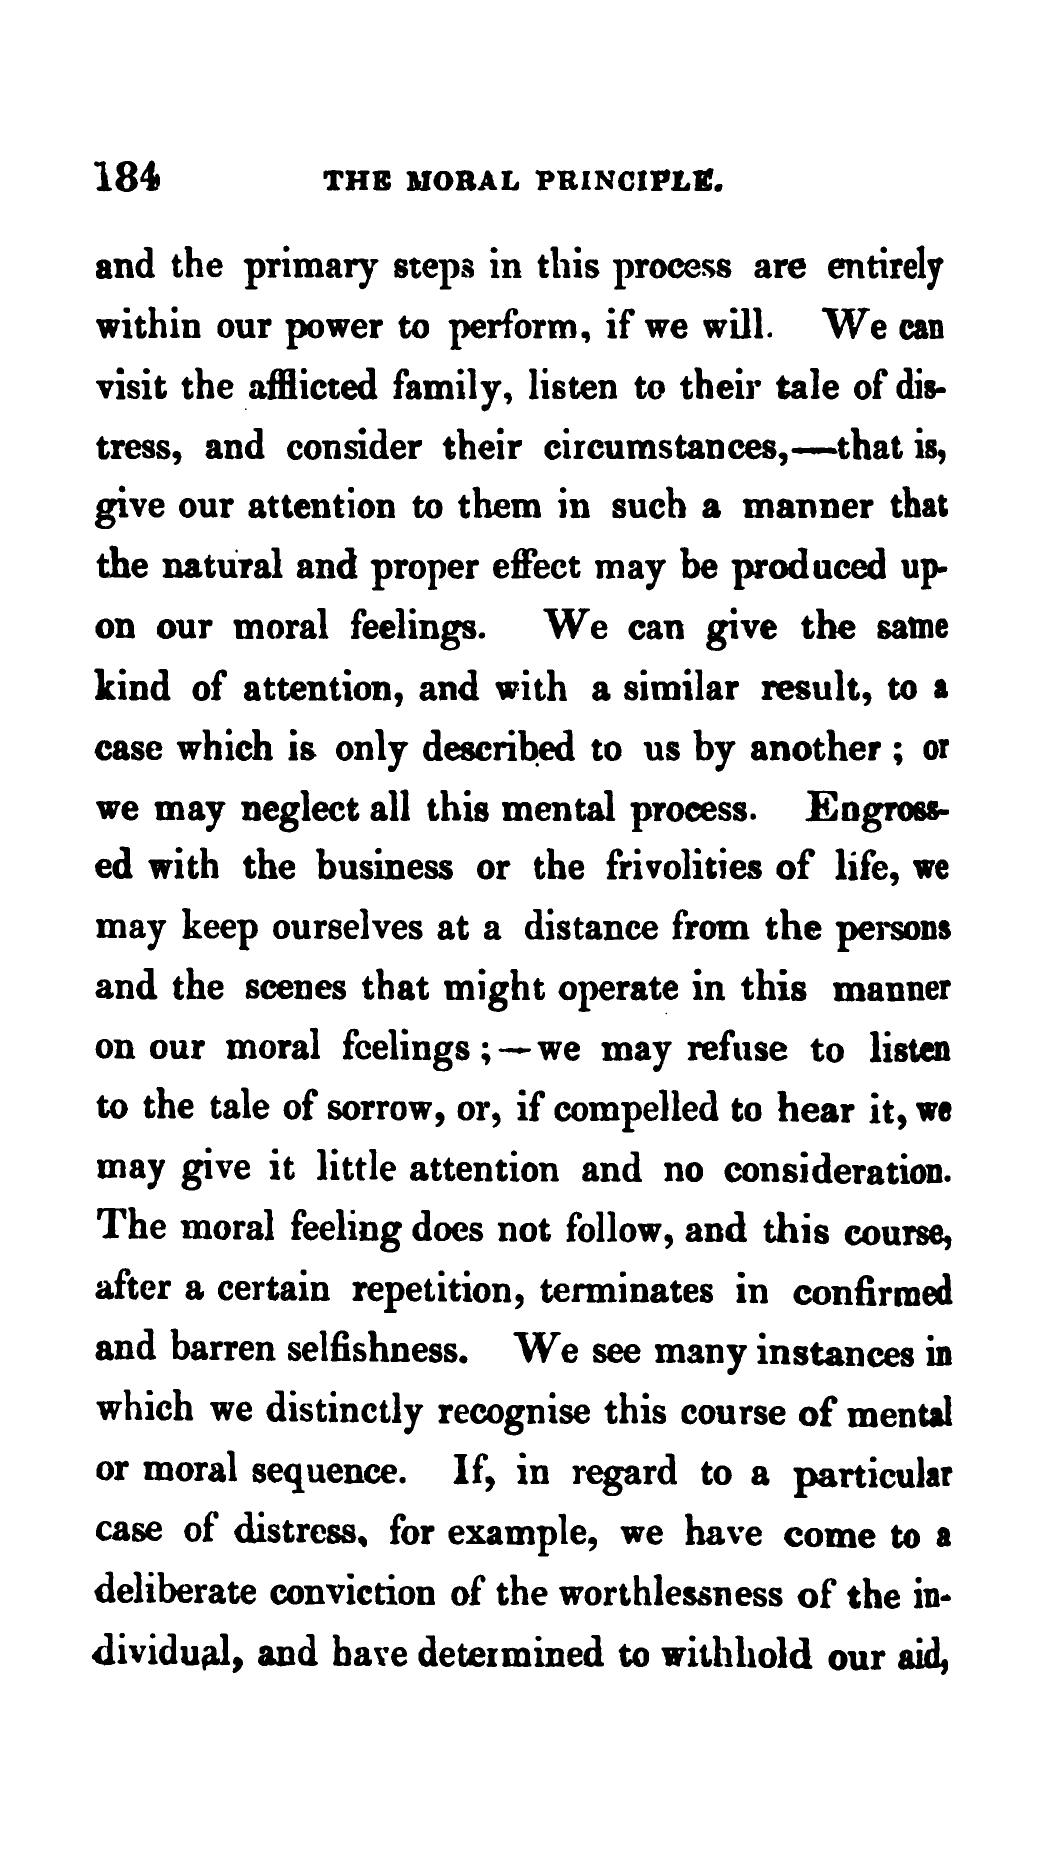 184 THE MORAL PRINCIPLE.
and the primary steps in this process are entirely
within our power to perform, if we will. We can
visit the afflicted family, listen to their tale of dis-
tress, and consider their circumstances,—that is,
give our attention to them in such a manner that
the natural and proper effect may be produced up-
on our moral feelings. We can give the same
kind of attention, and with a similar result, to a
case which is only described to us by another ; or
we may neglect all this mental process. Engross-
ed with the business or the frivolities of life, we
may keep ourselves at a distance from the persons
and the scenes that might operate in this manner
on our moral feelings ;—we may refuse to listen
to the tale of sorrow, or, if compelled to hear it, we
may give it little attention and no consideration.
The moral feeling does not follow, and this course,
after a certain repetition, terminates in confirmed
and barren selfishness. We see many instances in
which we distinctly recognise this course of mental
or moral sequence. If, in regard to a particular
case of distress, for example, we have come to a
deliberate conviction of the worthlessness of the in-
dividual, and have determined to withhold our aid,